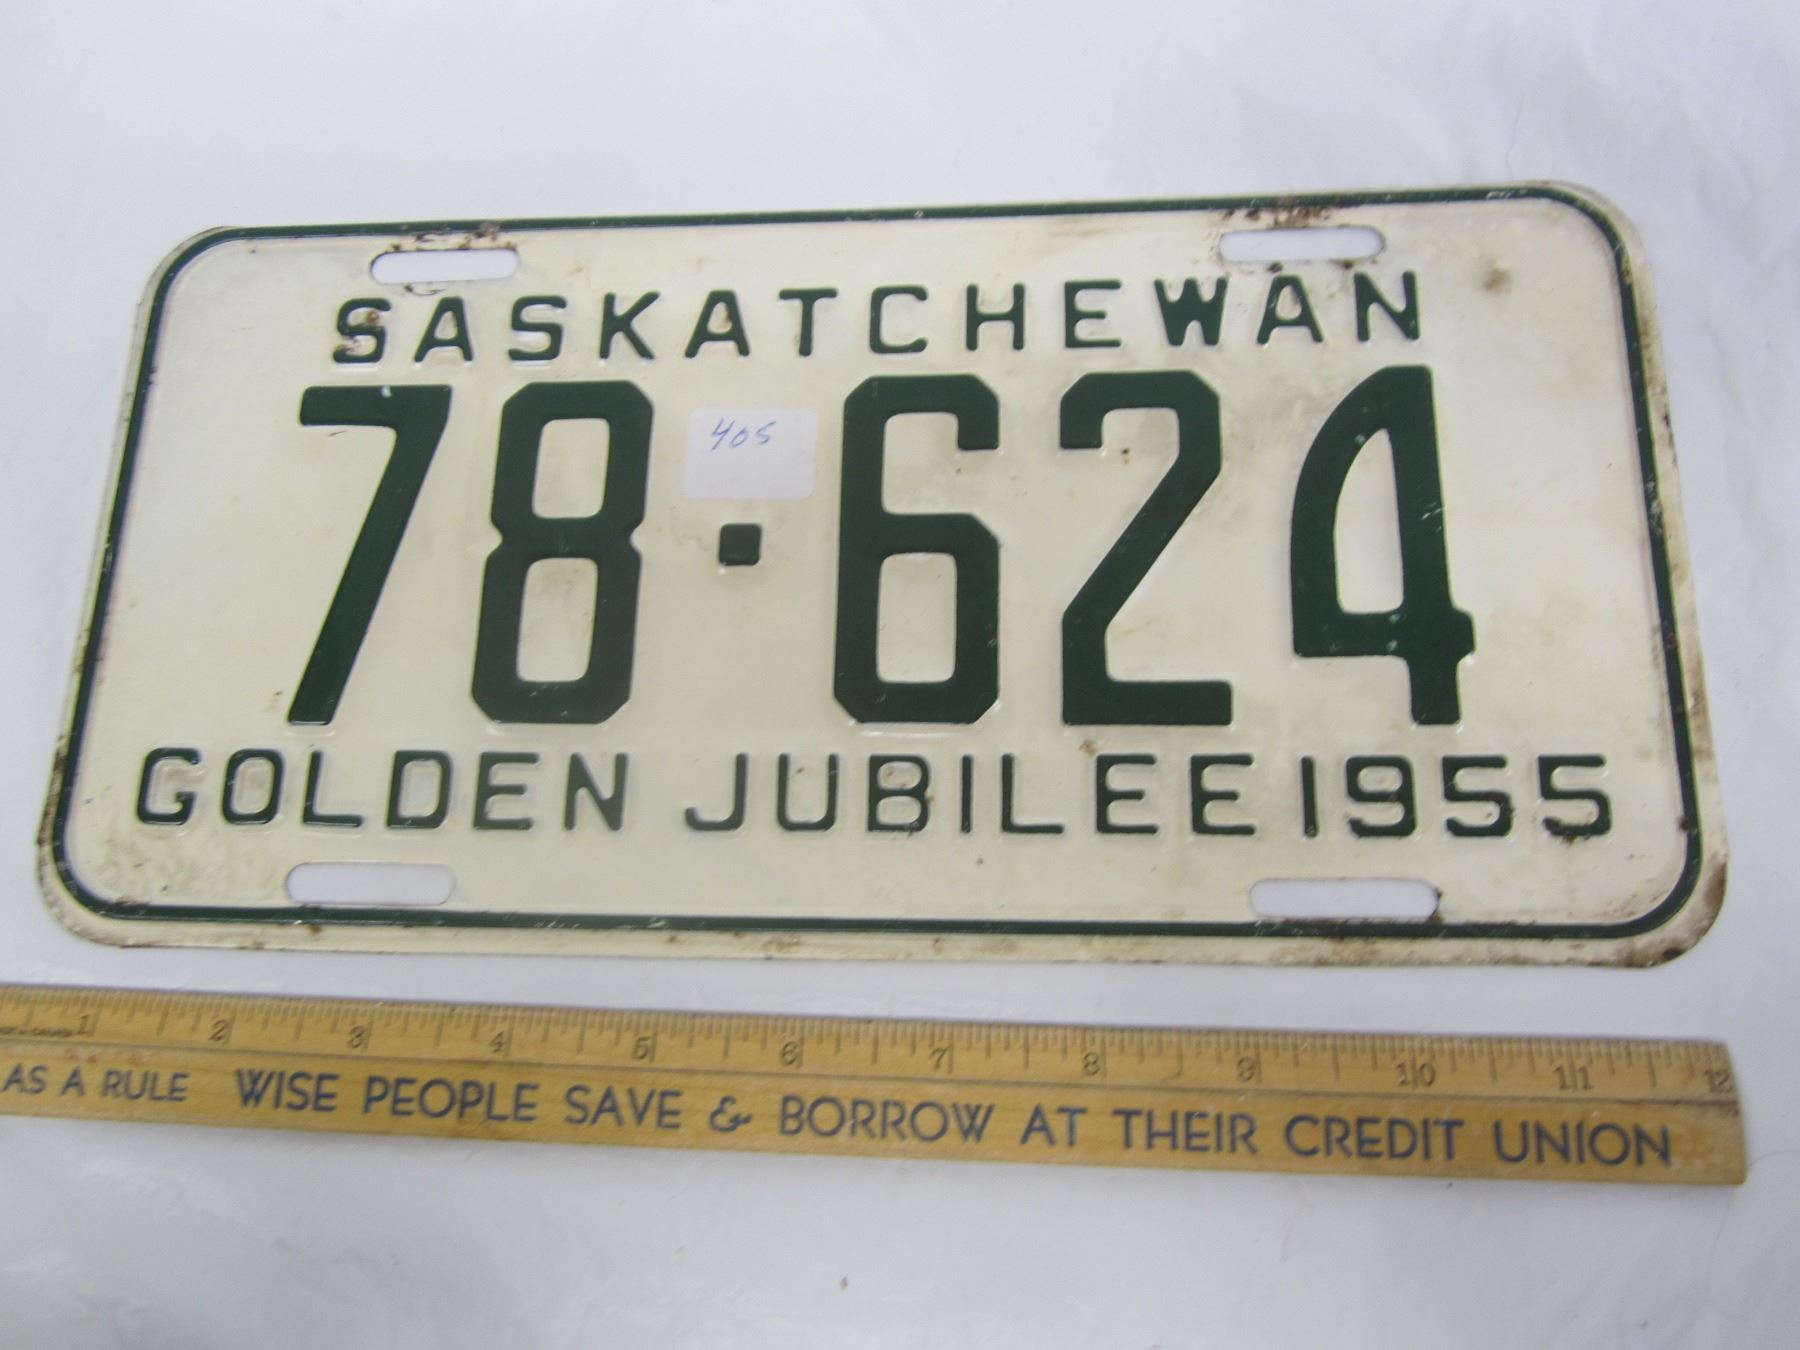 SASKATCHEWAN
405
78·624
GOLDEN JUBILEE 1955
1 2 3 4 5 6 7 8 9 10 11 12
AS A RULE WISE PEOPLE SAVE & BORROW AT THEIR CREDIT UNION